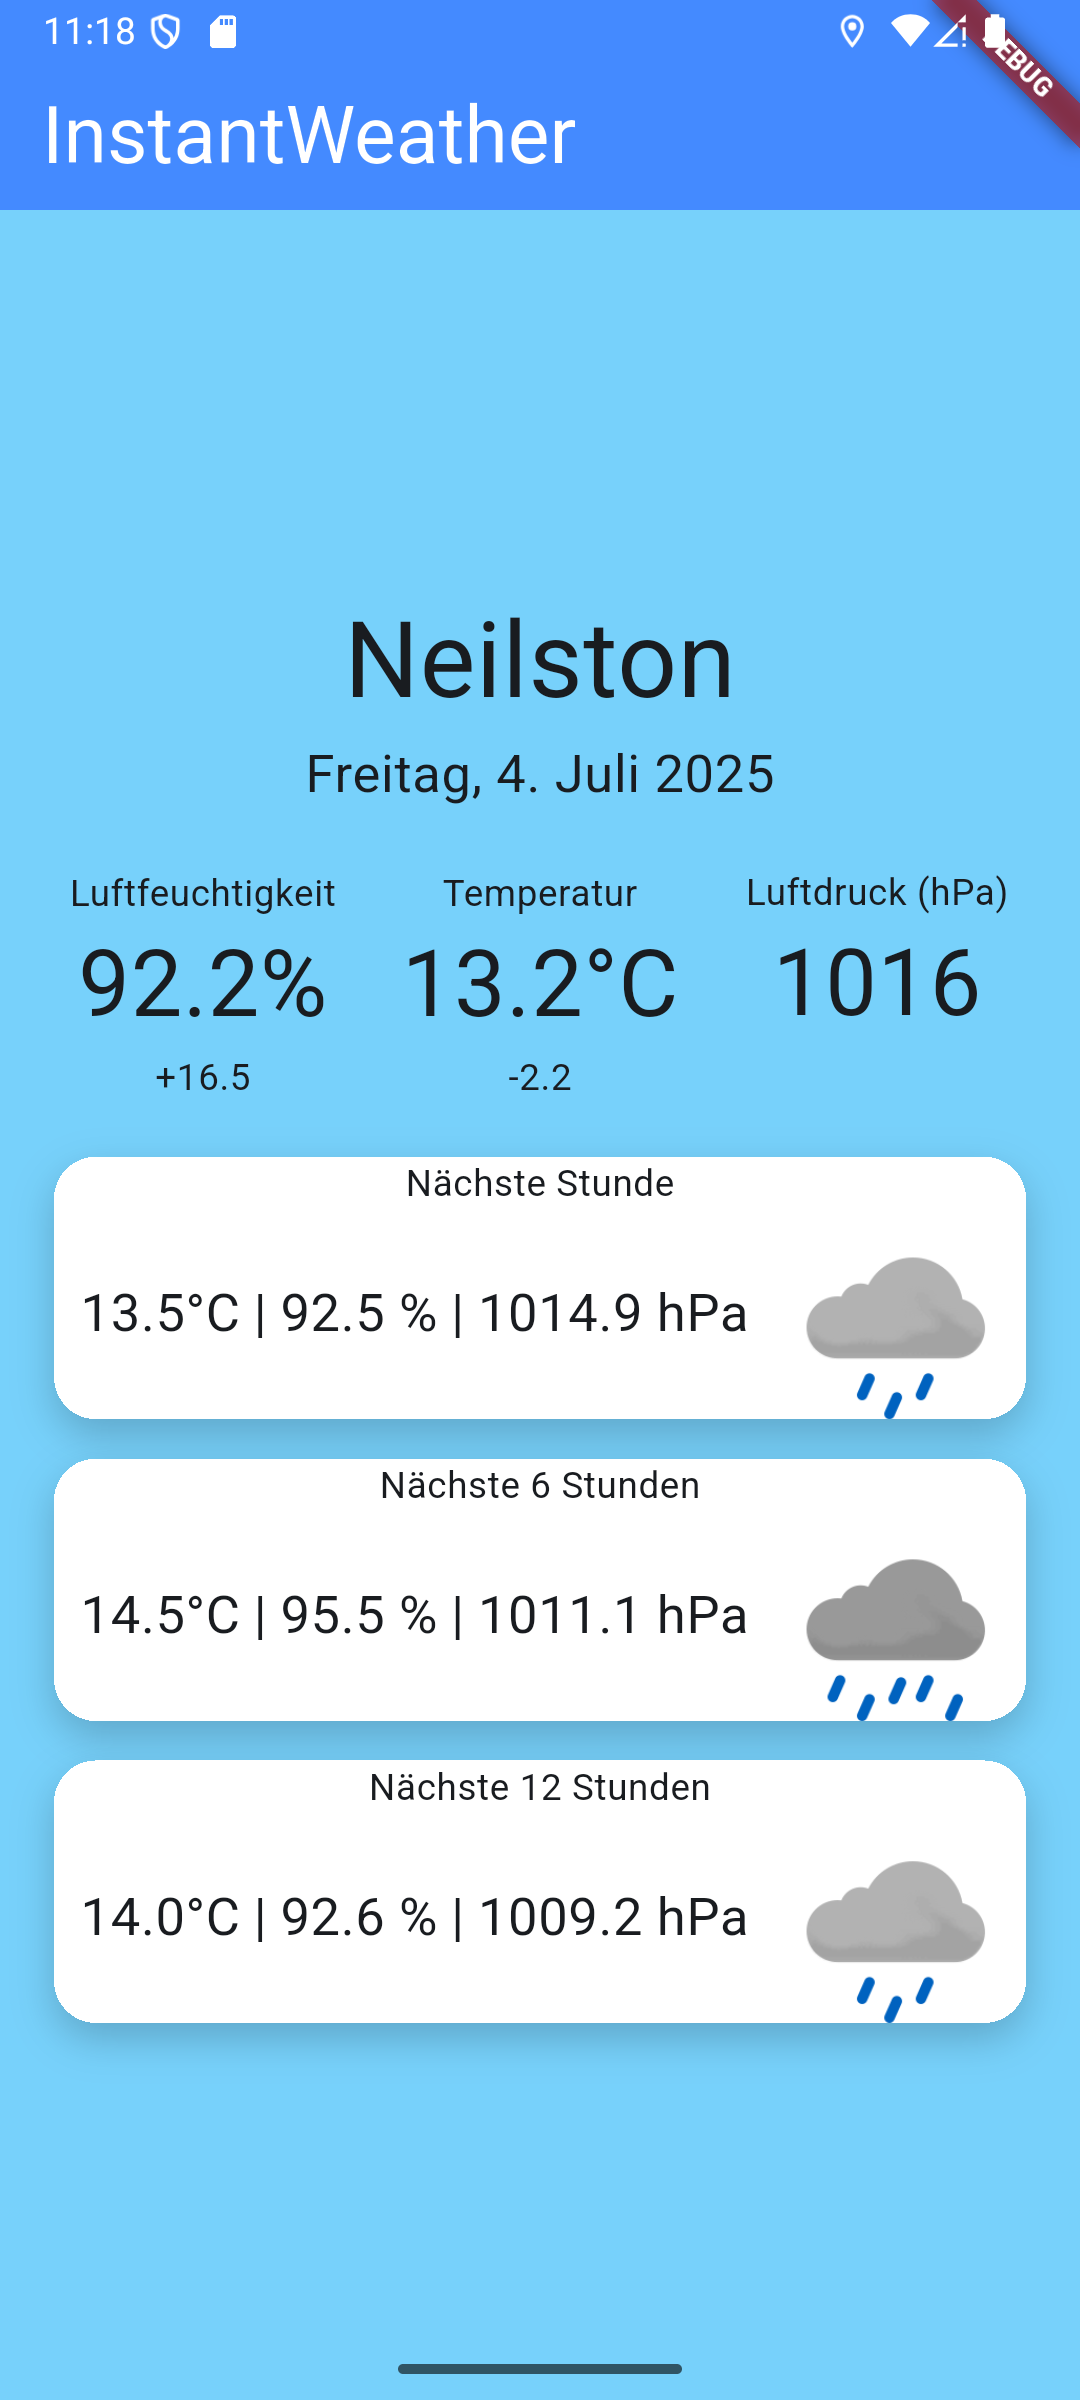 11:18
EBUG
InstantWeather
Neilston
Freitag, 4. Juli 2025
Luftfeuchtigkeit Temperatur Luftdruck (hPa)
92.2% 13.2°C 1016
+16.5 -2.2
Nächste Stunde
13.5°C | 92.5 % | 1014.9 hPa
Nächste 6 Stunden
14.5°C | 95.5 % | 1011.1 hPa
Nächste 12 Stunden
14.0°C | 92.6 % | 1009.2 hPa